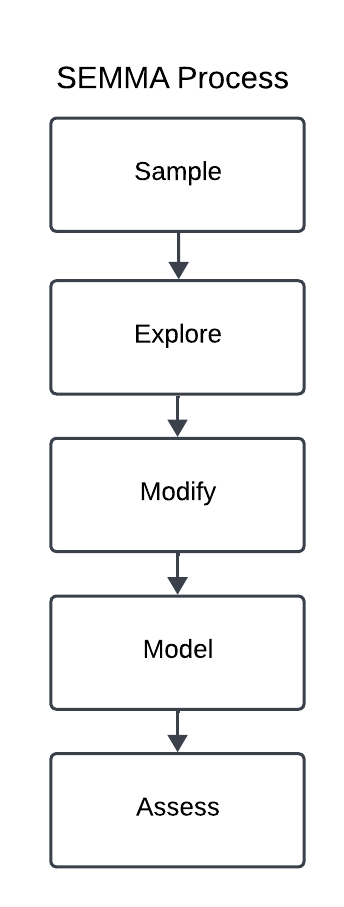 SEMMA Process
Sample
Explore
Modify
Model
Assess